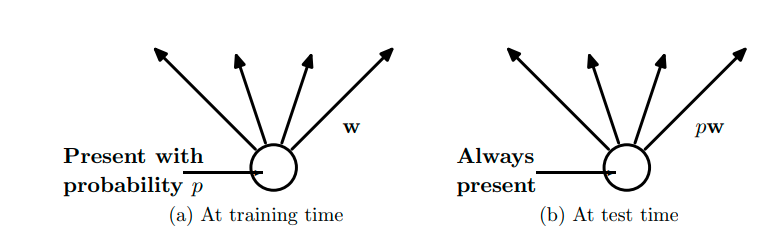 w
Present with
probability p
(a) At training time
pw
Always
present
(b) At test time